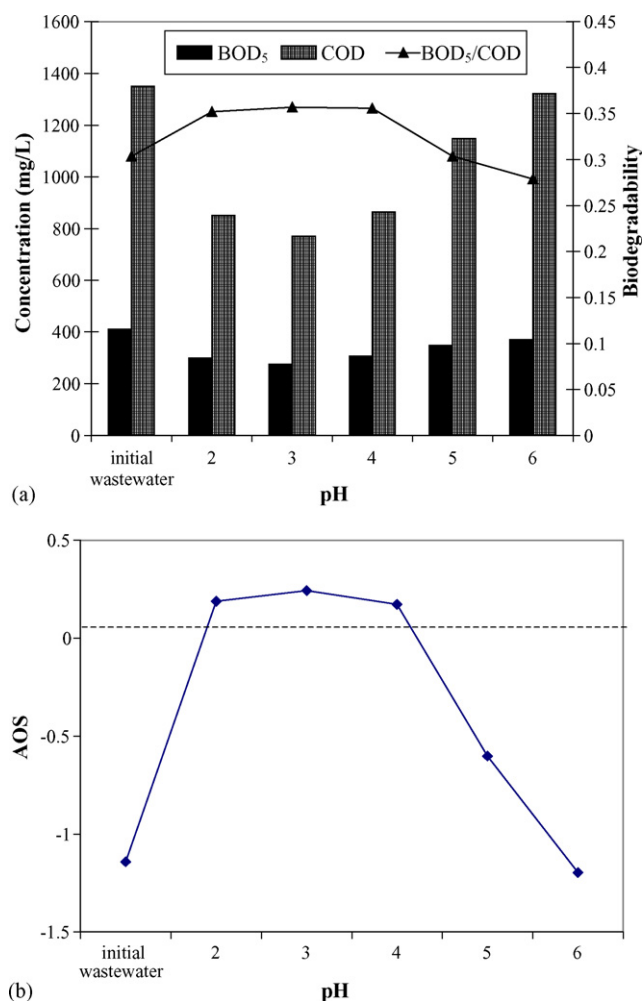 BOD₅ COD BOD₅/COD
Concentration (mg/L)
1600
1400
1200
1000
800
600
400
200
0
0.45
0.4
0.35
0.3
0.25
0.2
0.15
0.1
0.05
0
Biodegradability
initial wastewater 2 3 4 5 6
pH
(a)
AOS
0.5
0
-0.5
-1
-1.5
initial wastewater 2 3 4 5 6
pH
(b)